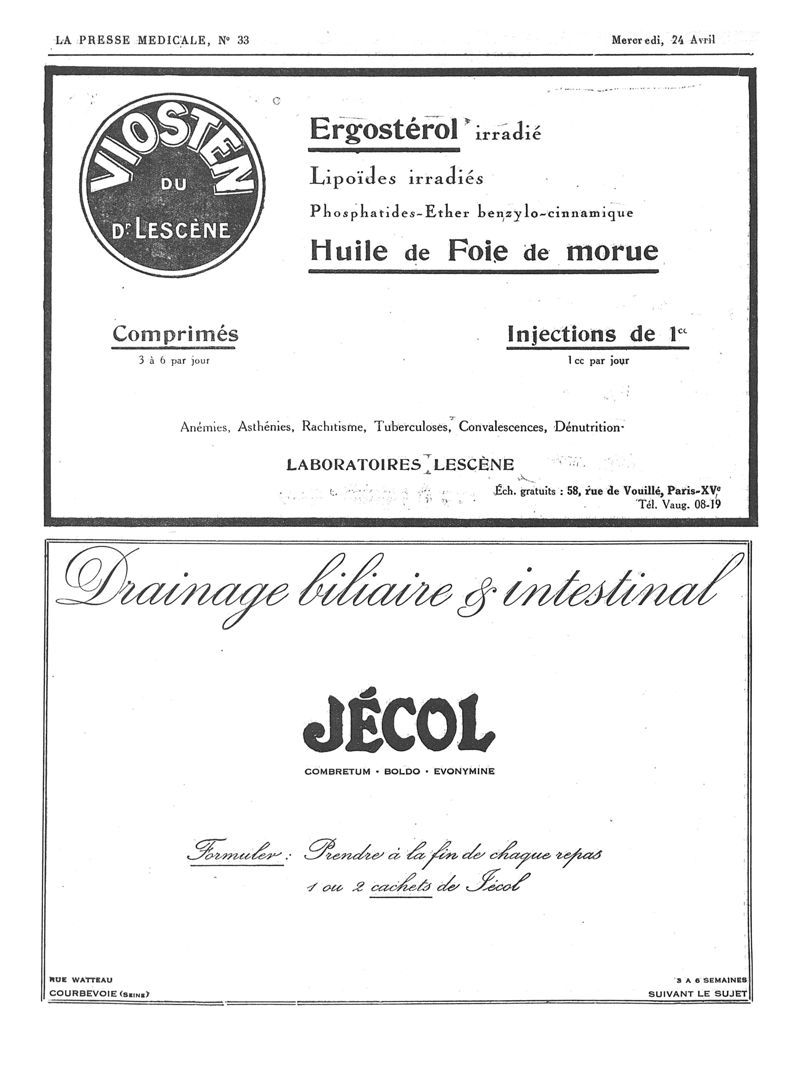 LA PRESSE MEDICALE, Nº 33
Mercredi, 24 Avril
VIOSTEN
DU
Dr LESCÈNE
Ergostérol irradié
Lipoïdes irradiés
Phosphatides-Ether benzylo-cinnamique
Huile de Foie de morue
Comprimés
3 à 6 par jour
Injections de 1cc
1 cc par jour
Anémies, Asthénies, Rachitisme, Tuberculoses, Convalescences, Dénutrition
LABORATOIRES LESCÈNE
Éch. gratuits : 58, rue de Vouillé, Paris-XVe
Tél. Vaug. 08-19
Drainage biliaire & intestinal
JÉCOL
COMBRETUM • BOLDO • EVONYMINE
Formuler : Prendre à la fin de chaque repas
1 ou 2 cachets de Jécol
RUE WATTEAU
COURBEVOIE (SEINE)
3 A 6 SEMAINES
SUIVANT LE SUJET